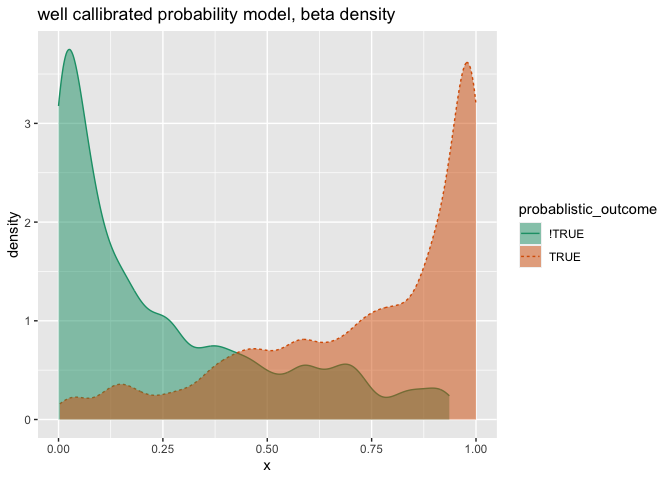 well callibrated probability model, beta density
density
3
2
1
0
0.00 0.25 0.50 0.75 1.00
x
probablistic_outcome
!TRUE
TRUE